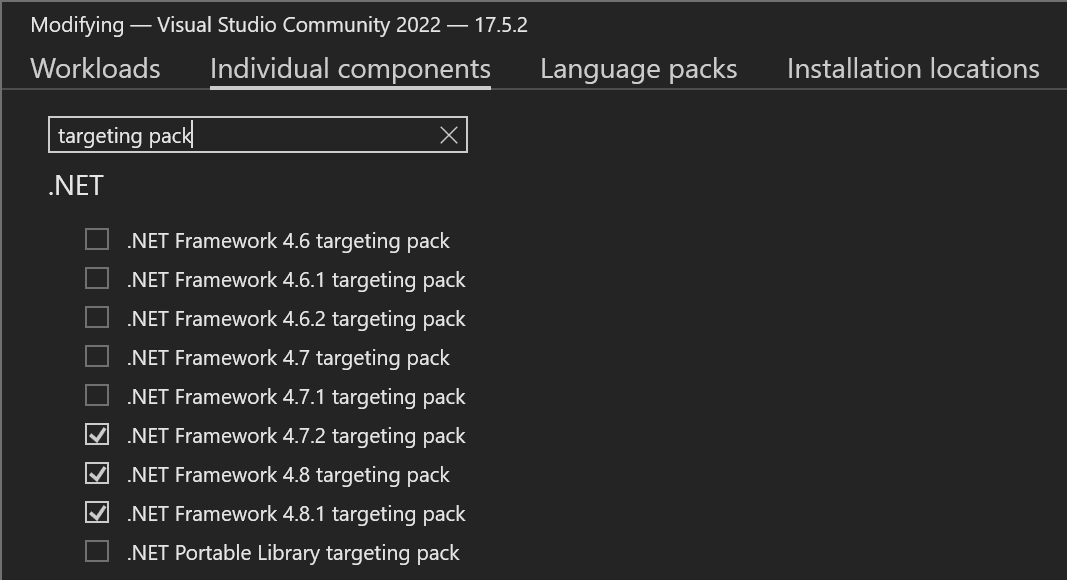 Modifying — Visual Studio Community 2022 — 17.5.2
Workloads Individual components Language packs Installation locations
targeting pack
.NET
.NET Framework 4.6 targeting pack
.NET Framework 4.6.1 targeting pack
.NET Framework 4.6.2 targeting pack
.NET Framework 4.7 targeting pack
.NET Framework 4.7.1 targeting pack
.NET Framework 4.7.2 targeting pack
.NET Framework 4.8 targeting pack
.NET Framework 4.8.1 targeting pack
.NET Portable Library targeting pack